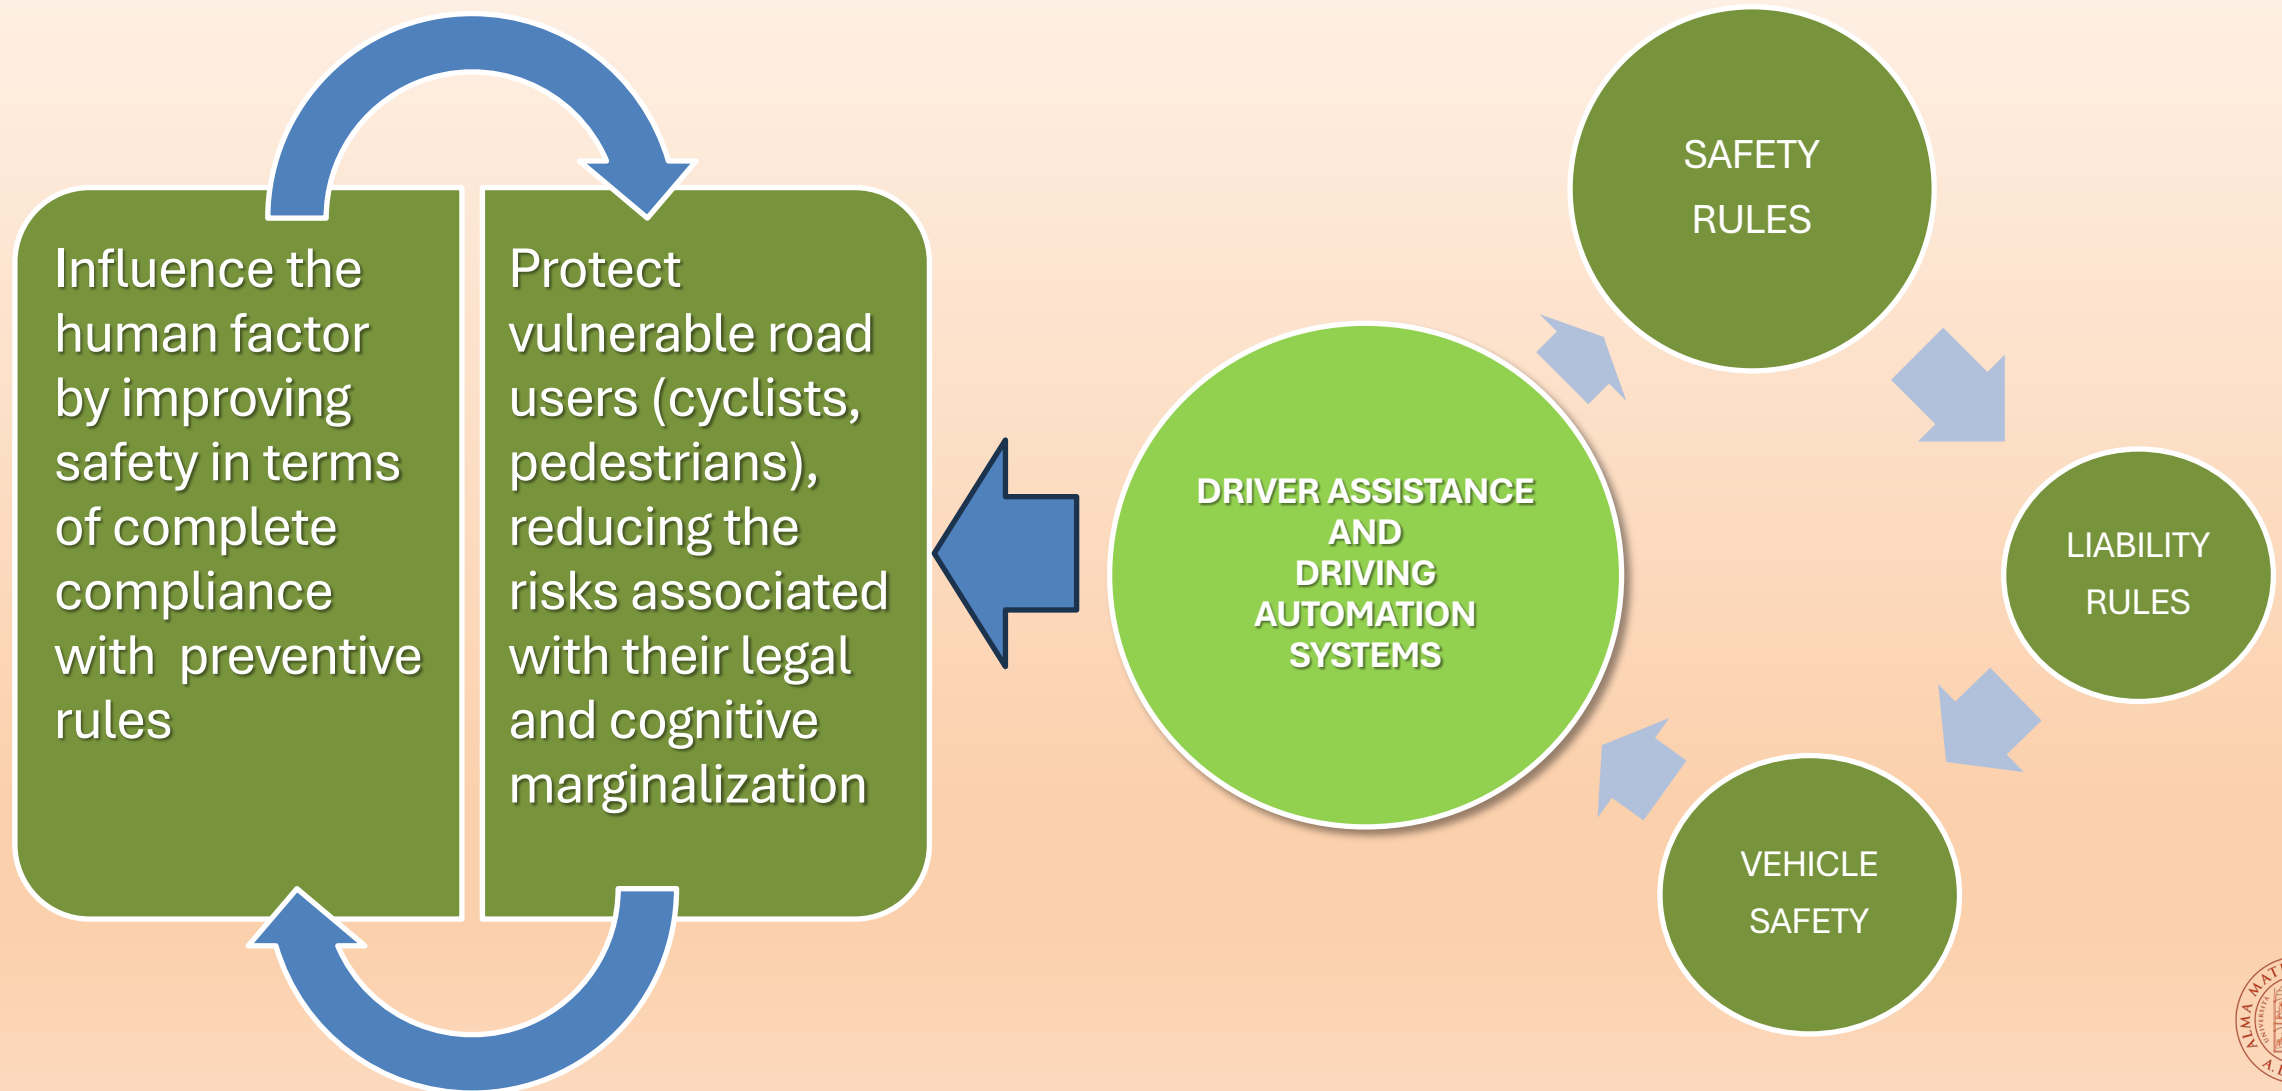 Influence the
human factor
by improving
safety in terms
of complete
compliance
with  preventive
rules
Protect
vulnerable road
users (cyclists,
pedestrians),
reducing the
risks associated
with their legal
and cognitive
marginalization
DRIVER ASSISTANCE
AND
DRIVING
AUTOMATION
SYSTEMS
SAFETY
RULES
LIABILITY
RULES
VEHICLE
SAFETY
ALMA